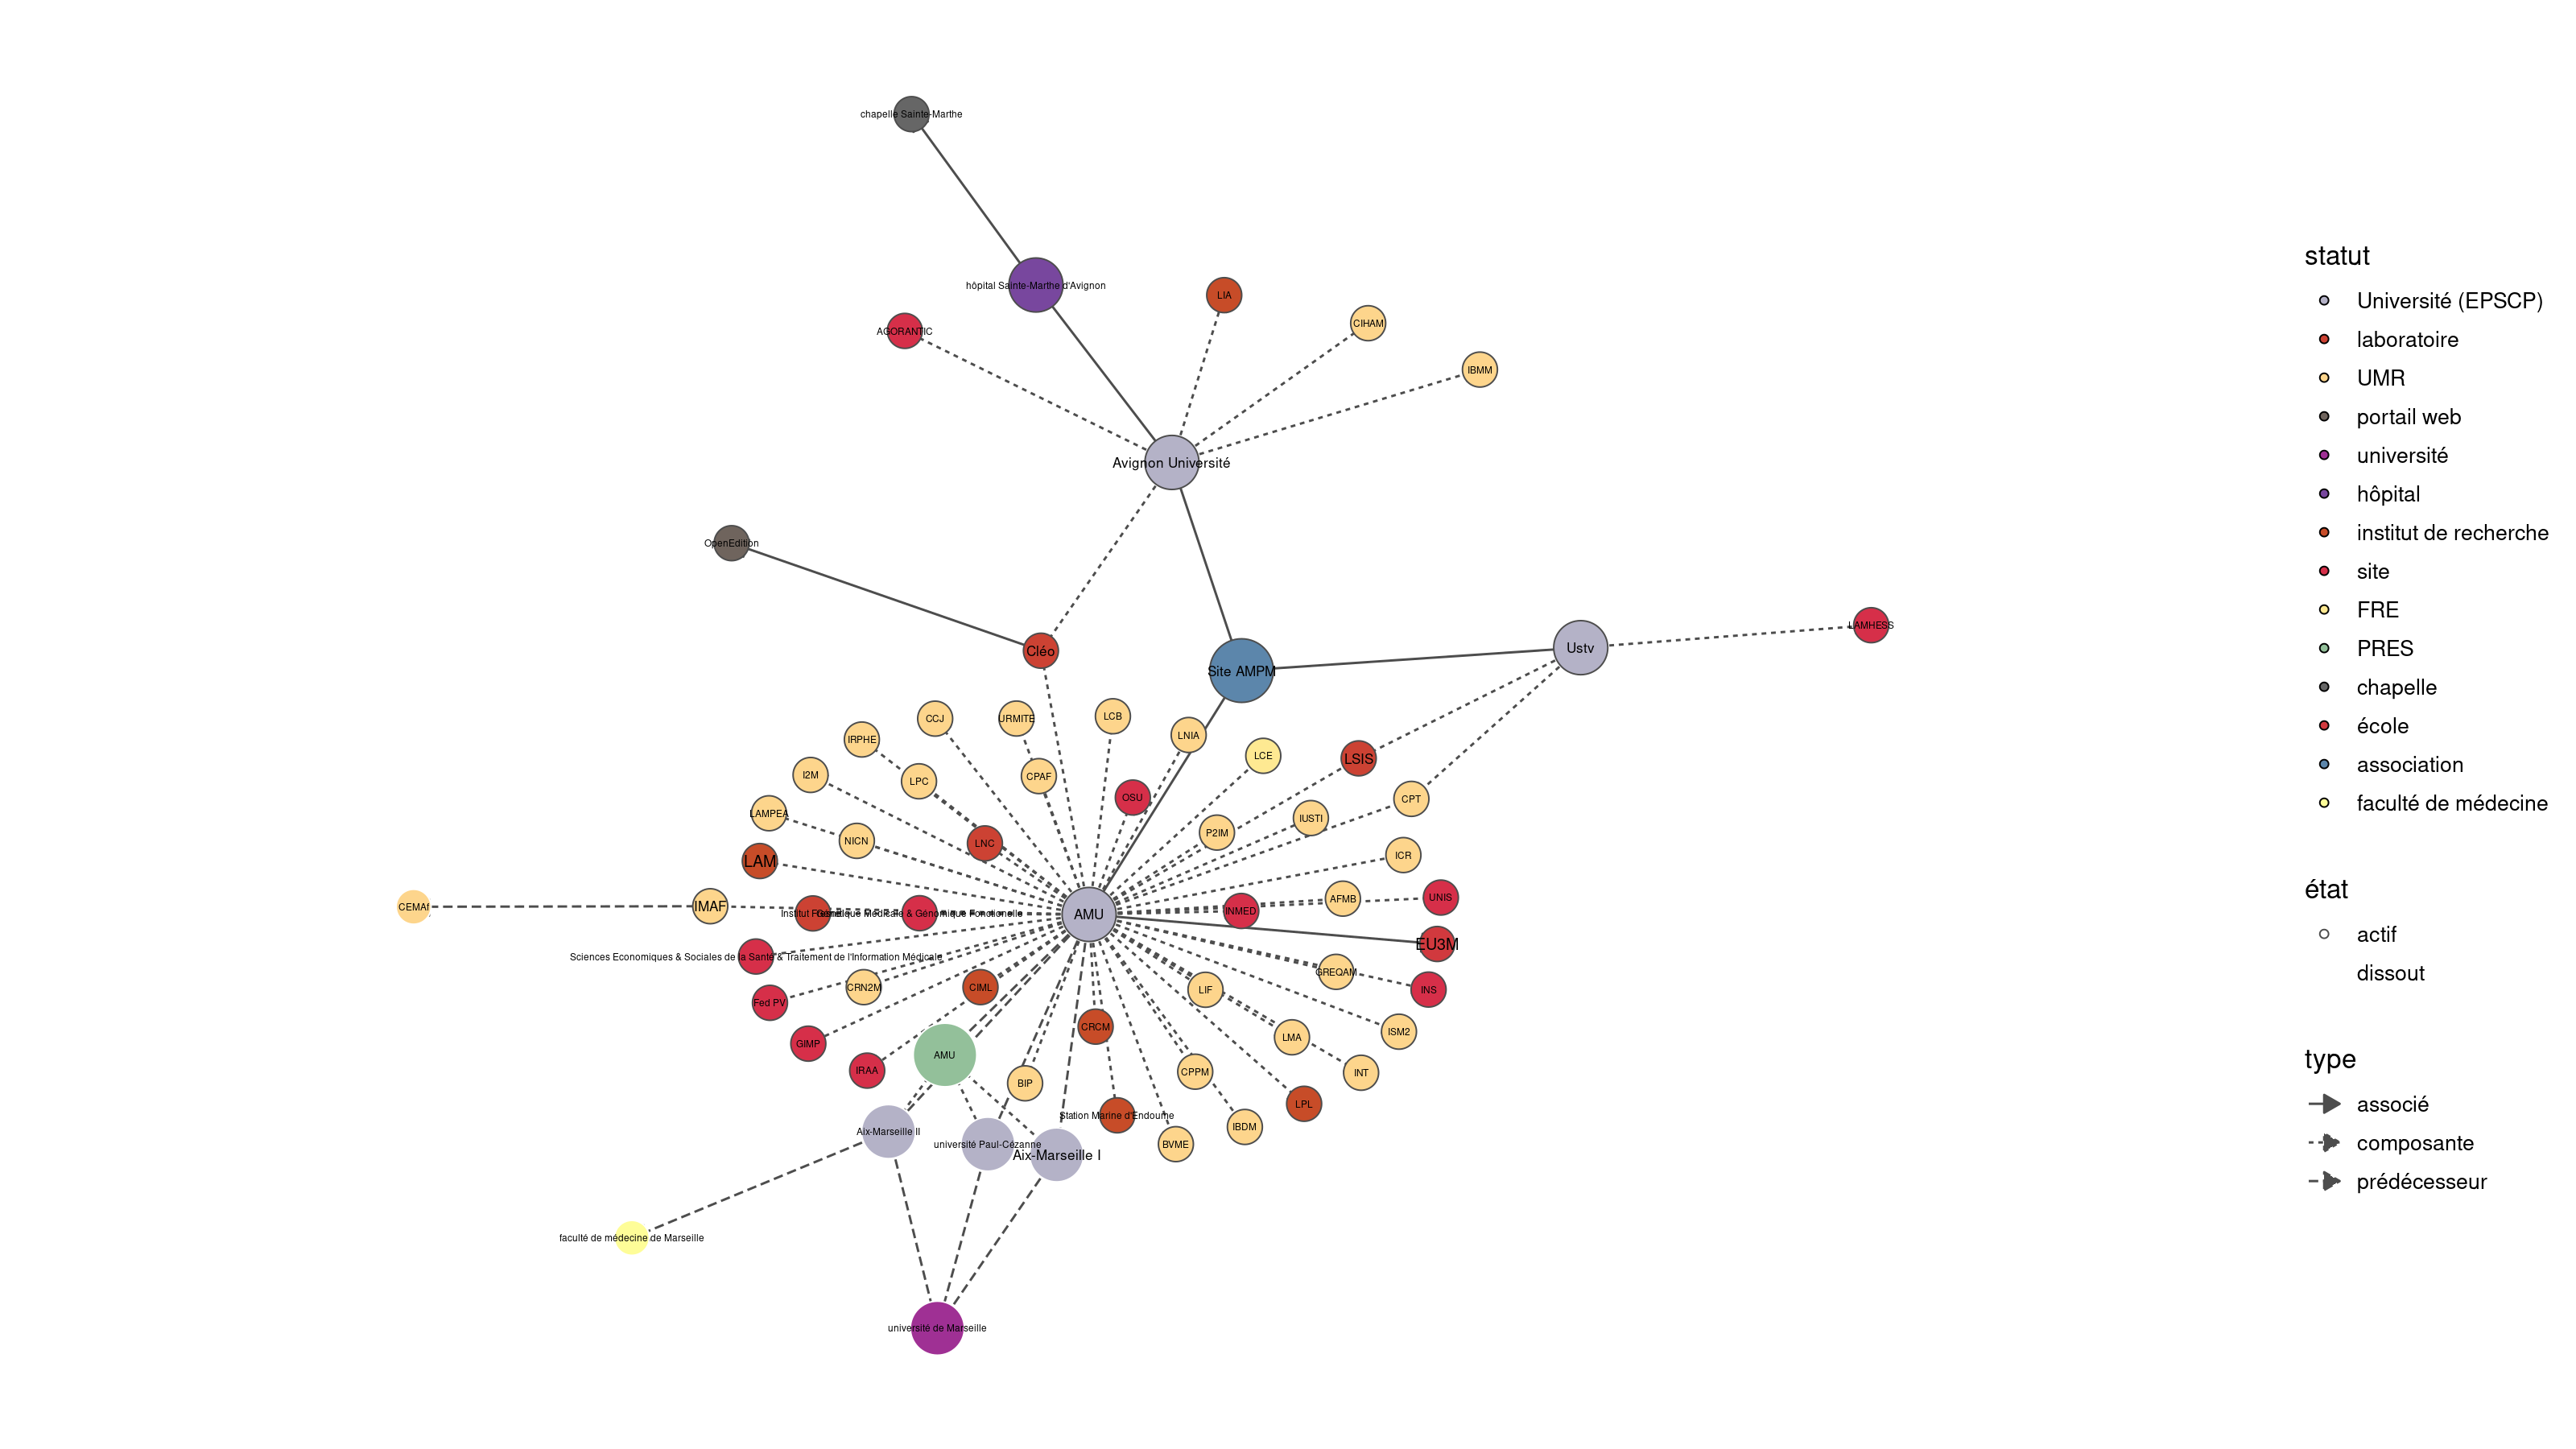 chapelle Sainte-Marthe
hôpital Sainte-Marthe d'Avignon
LIA
CIHAM
AGORANTIC
IBMM
Avignon Université
OpenEdition
LAMHESS
Cléo
Ustv
Site AMPM
LCB
CCJ
URMITE
LNIA
IRPHE
LCE
LSIS
I2M
CPAF
LPC
OSU
CPT
LAMPEA
IUSTI
P2IM
NICN
LNC
ICR
LAM
UNIS
AFMB
CEMAf
IMAF
INMED
Institut Fresnel
Génétique Médicale & Génomique Fonctionelle
AMU
EU3M
Sciences Economiques & Sociales de la Santé & Traitement de l'Information Médicale
GREQAM
CRN2M
CIML
LIF
INS
Fed PV
CRCM
ISM2
LMA
GIMP
AMU
IRAA
CPPM
INT
BIP
LPL
Station Marine d'Endoume
IBDM
Aix-Marseille II
université Paul-Cézanne
BVME
Aix-Marseille I
faculté de médecine de Marseille
université de Marseille
statut
Université (EPSCP)
laboratoire
UMR
portail web
université
hôpital
institut de recherche
site
FRE
PRES
chapelle
école
association
faculté de médecine
état
actif
dissout
type
associé
composante
prédécesseur